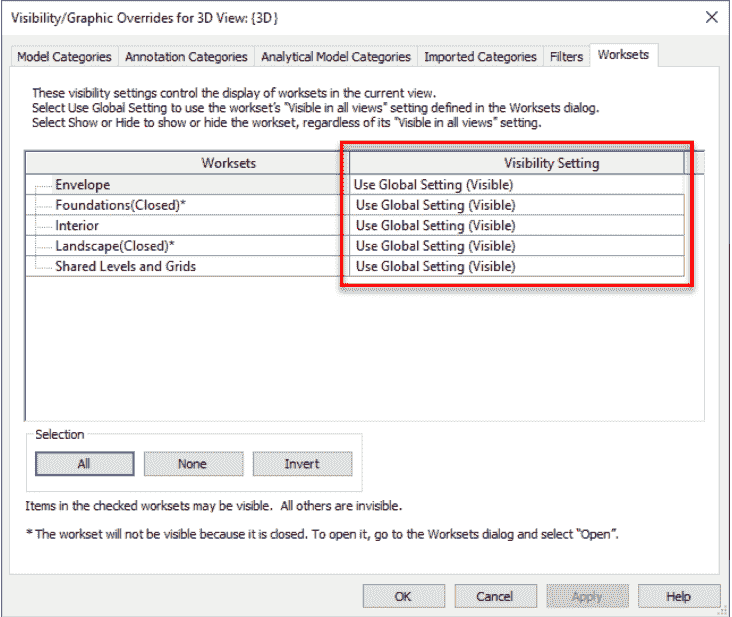 Visibility/Graphic Overrides for 3D View: {3D}
Model Categories Annotation Categories Analytical Model Categories Imported Categories Filters Worksets
These visibility settings control the display of worksets in the current view.
Select Use Global Setting to use the workset's "Visible in all views" setting defined in the Worksets dialog.
Select Show or Hide to show or hide the workset, regardless of its "Visible in all views" setting.
Worksets Visibility Setting
Envelope Use Global Setting (Visible)
Foundations(Closed)* Use Global Setting (Visible)
Interior Use Global Setting (Visible)
Landscape(Closed)* Use Global Setting (Visible)
Shared Levels and Grids Use Global Setting (Visible)
Selection
All None Invert
Items in the checked worksets may be visible. All others are invisible.
* The workset will not be visible because it is closed. To open it, go to the Worksets dialog and select "Open".
OK Cancel Apply Help